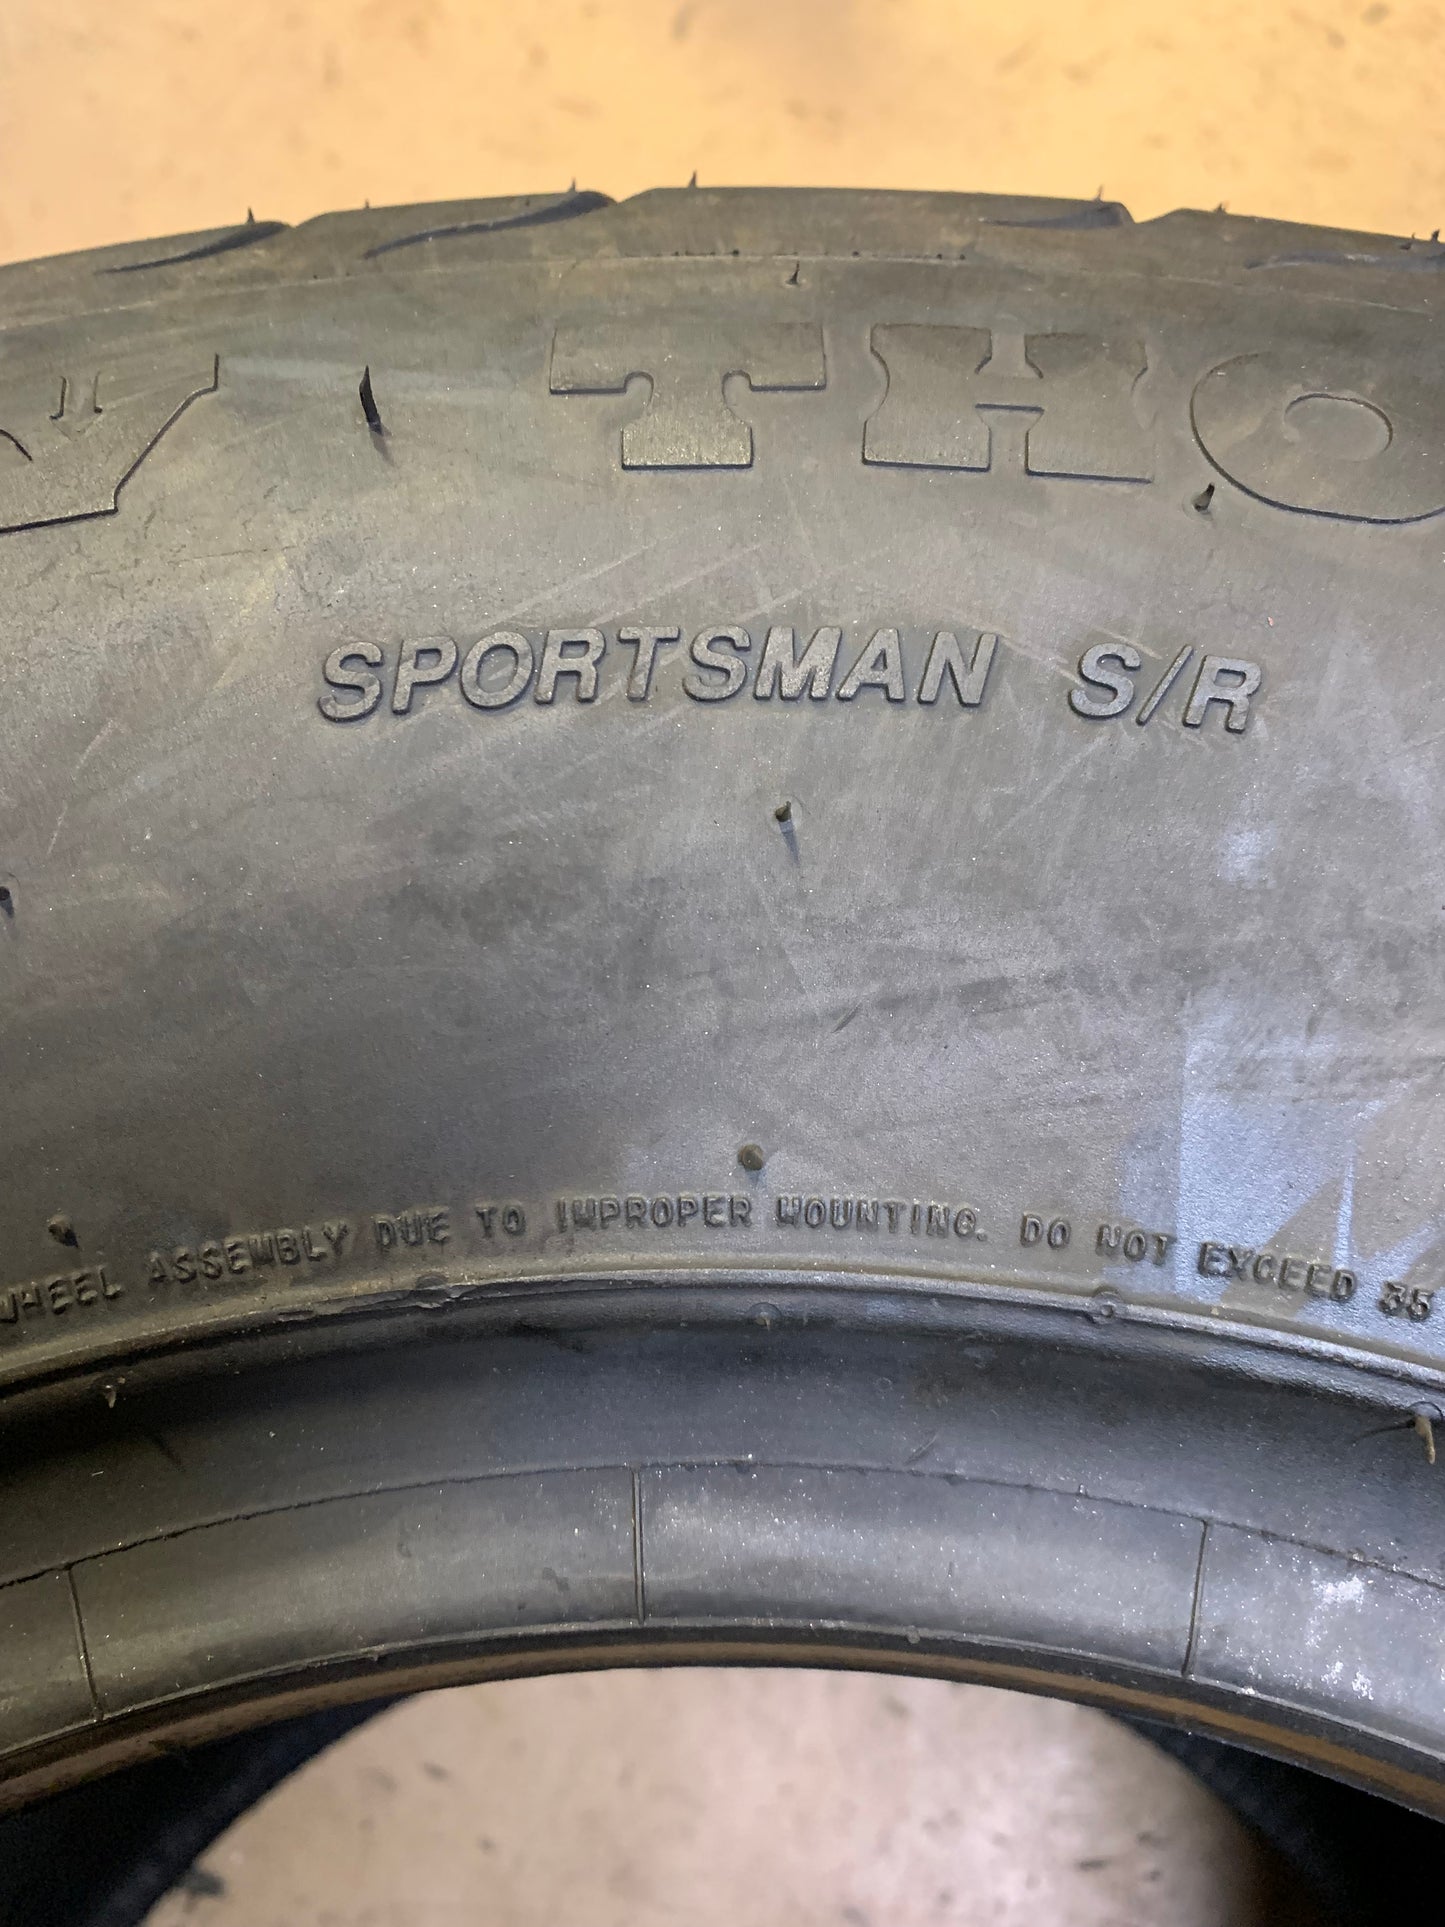 Y THO
SPORTSMAN S/R
WHEEL ASSEMBLY DUE TO IMPROPER MOUNTING. DO NOT EXCEED 35